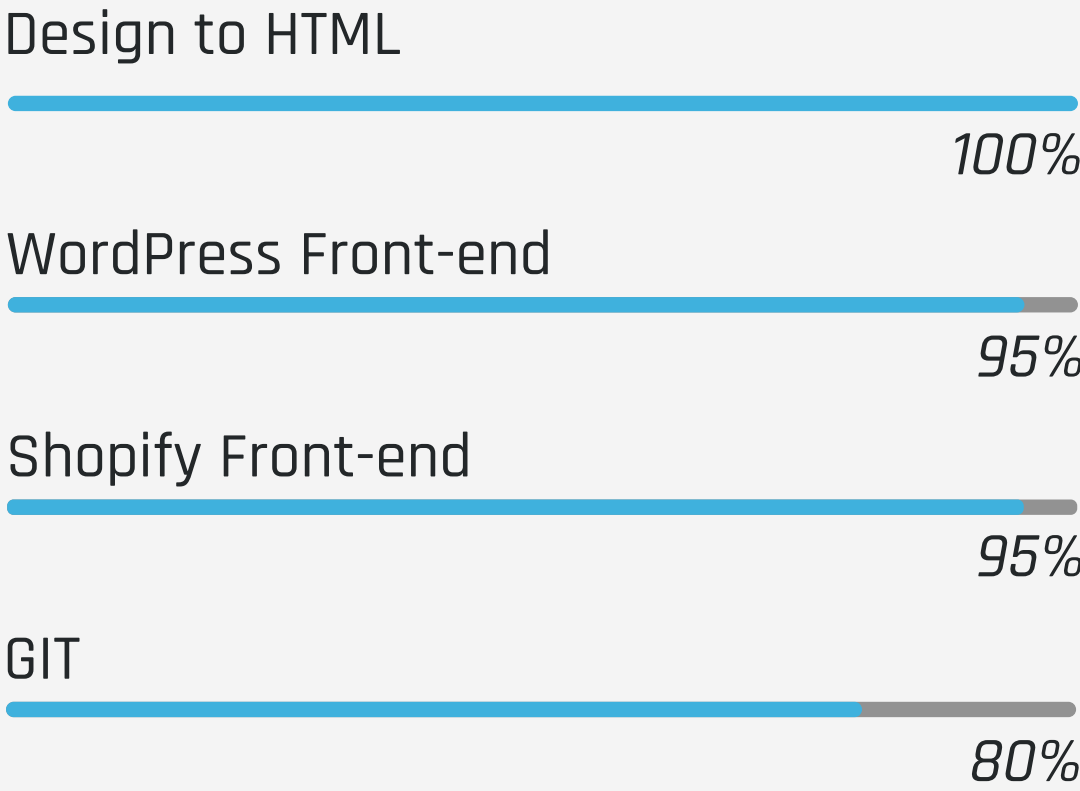 Design to HTML
100%
WordPress Front-end
95%
Shopify Front-end
95%
GIT
80%